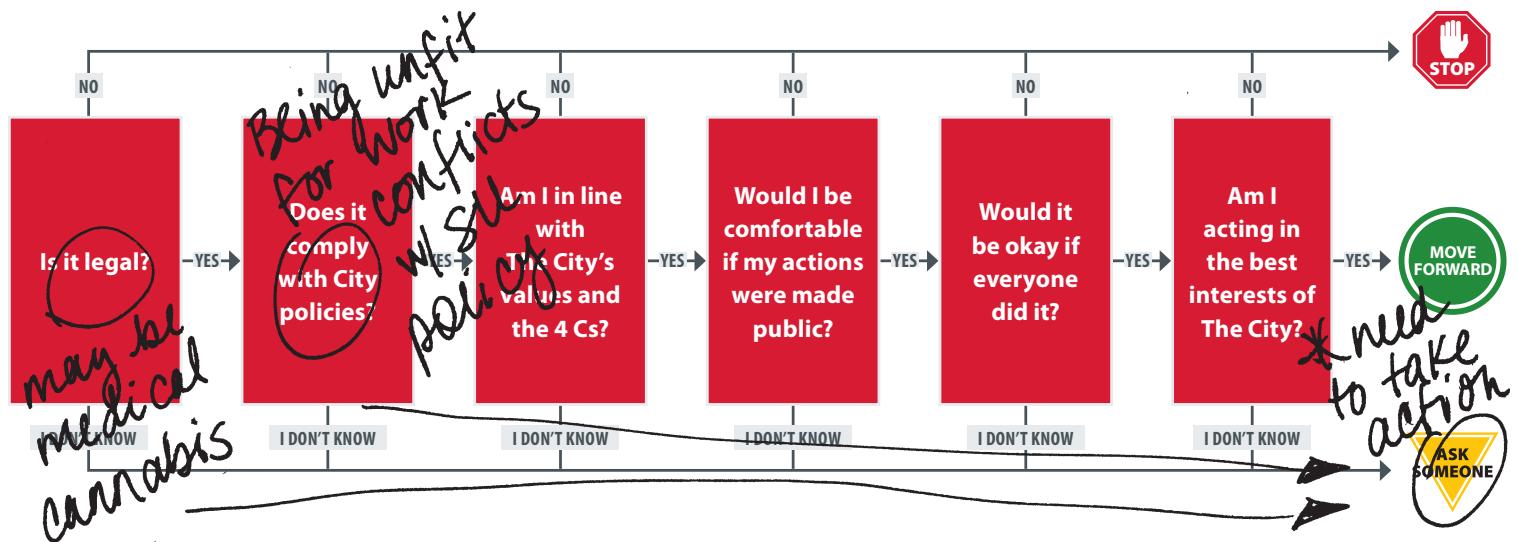 STOP
NO
NO
NO
NO
NO
NO
Being unfit
for work
conflicts
w/ SU
policy
Is it legal?
YES
Does it
comply
with City
policies?
YES
Am I in line
with
The City's
values and
the 4 Cs?
YES
Would I be
comfortable
if my actions
were made
public?
YES
Would it
be okay if
everyone
did it?
YES
Am I
acting in
the best
interests of
The City?
YES
MOVE
FORWARD
* need
to take
action
may be
medical
cannabis
I DON'T KNOW
I DON'T KNOW
I DON'T KNOW
I DON'T KNOW
I DON'T KNOW
I DON'T KNOW
ASK
SOMEONE